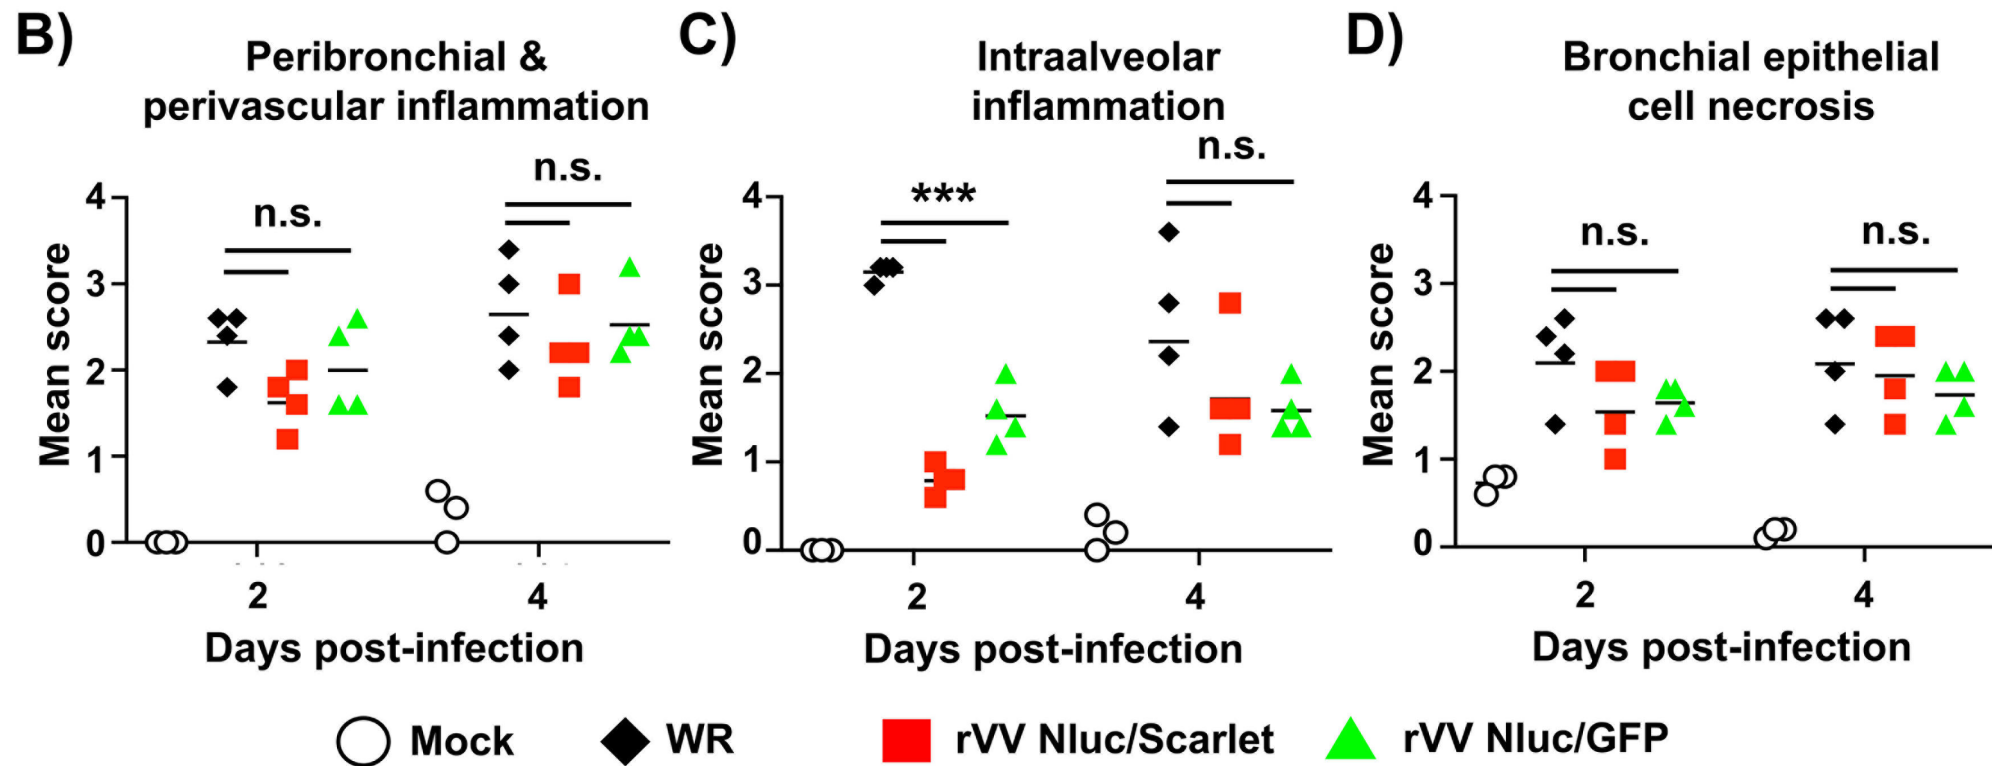 B)
Peribronchial &
perivascular inflammation
n.s.
n.s.
4
3
2
1
0
Mean score
2
4
Days post-infection
C)
Intraalveolar
inflammation
***
n.s.
4
3
2
1
0
Mean score
2
4
Days post-infection
D)
Bronchial epithelial
cell necrosis
n.s.
n.s.
4
3
2
1
0
Mean score
2
4
Days post-infection
Mock
WR
rVV Nluc/Scarlet
rVV Nluc/GFP